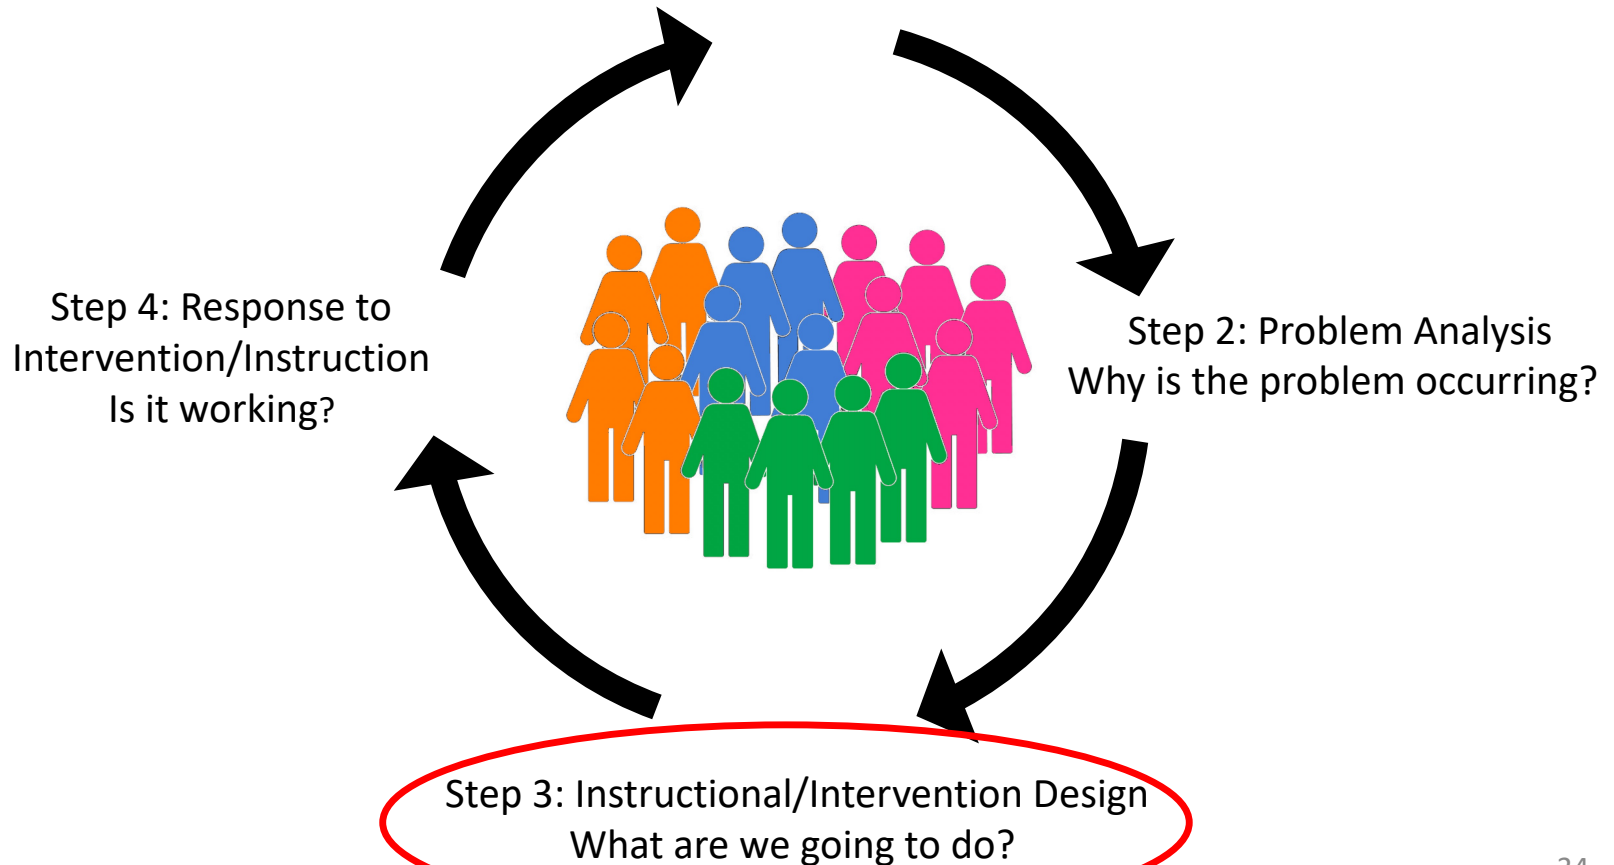 Step 4: Response to
Intervention/Instruction
Is it working?
Step 2: Problem Analysis
Why is the problem occurring?
Step 3: Instructional/Intervention Design
What are we going to do?